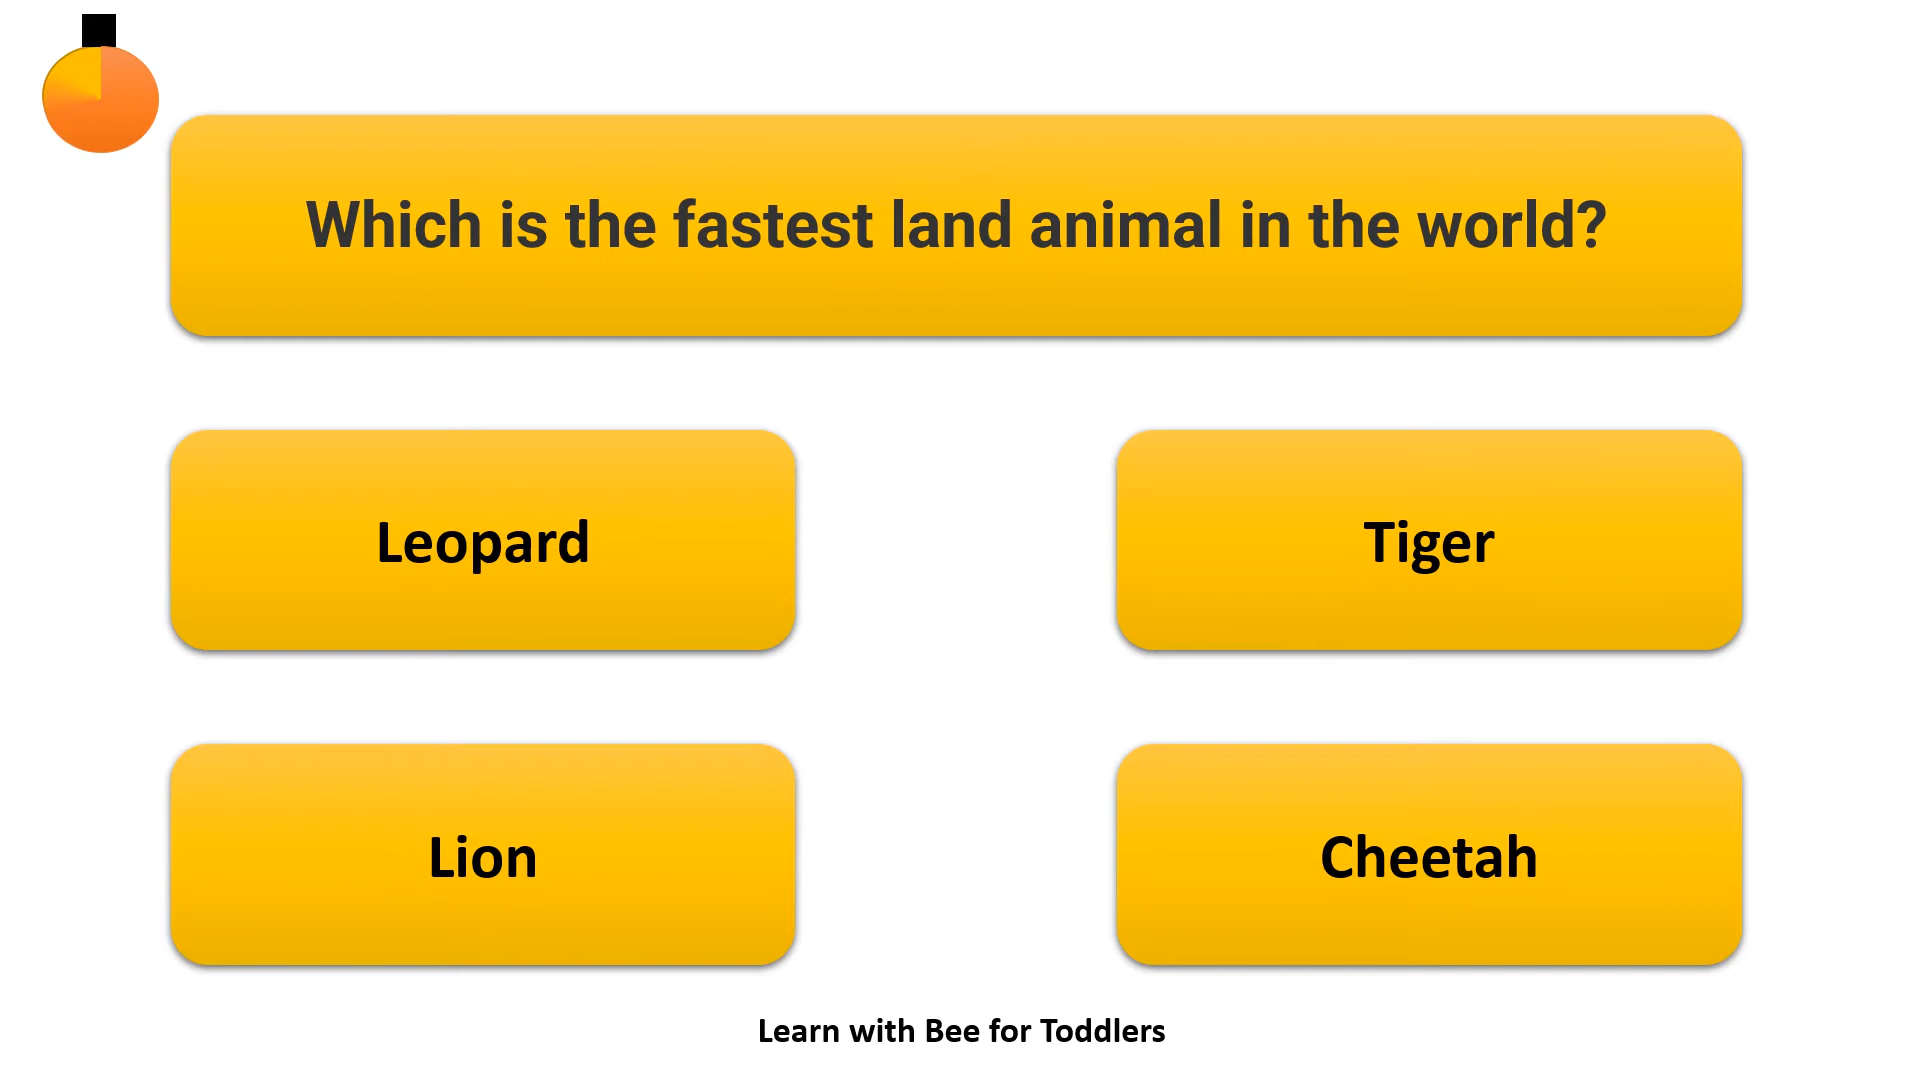 Which is the fastest land animal in the world?
Leopard
Tiger
Lion
Cheetah
Learn with Bee for Toddlers